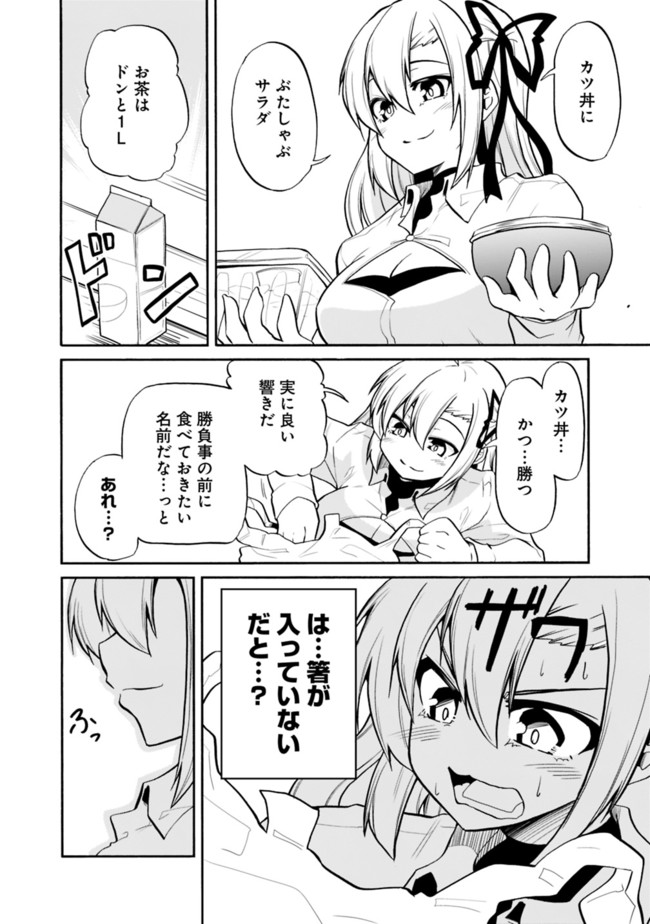 カツ丼に
ぶたしゃぶ
サラダ
お茶は
ドンと1L
ドン
カツ丼…
かつ…勝つ
実に良い
響きだ
勝負事の前に
食べておきたい
名前だな…っと
あれ…?
ザワ
は…箸が
入っていない
だと…?
ふっ